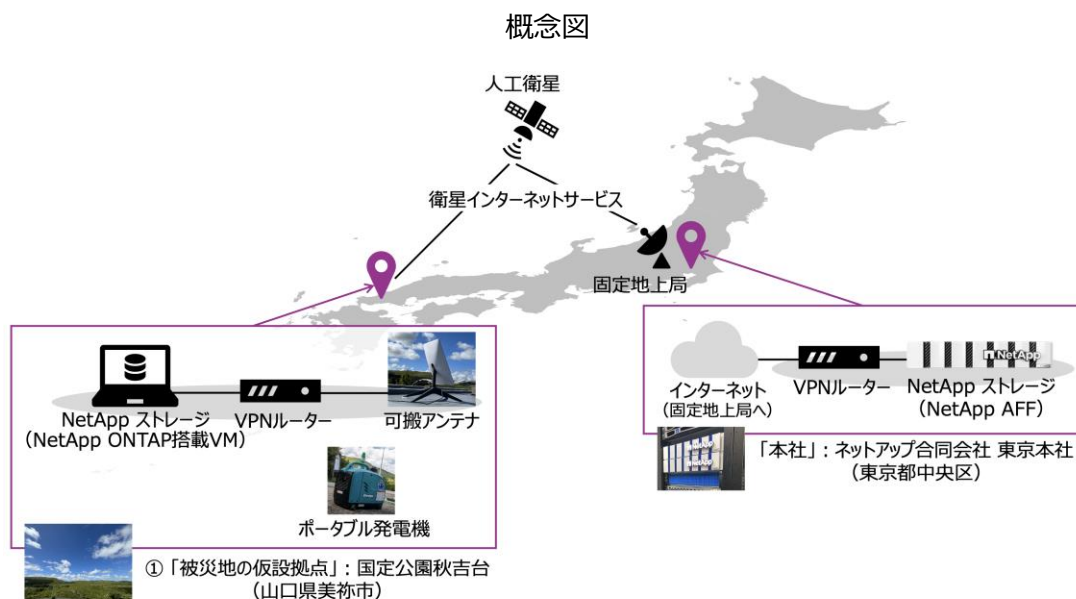 概念図
人工衛星
衛星インターネットサービス
固定地上局
NetApp ストレージ
（NetApp ONTAP搭載VM）
VPNルーター
可搬アンテナ
ポータブル発電機
①「被災地の仮設拠点」：国定公園秋吉台
（山口県美祢市）
インターネット
（固定地上局へ）
VPNルーター
NetApp
NetApp ストレージ
（NetApp AFF）
「本社」：ネットアップ合同会社 東京本社
（東京都中央区）